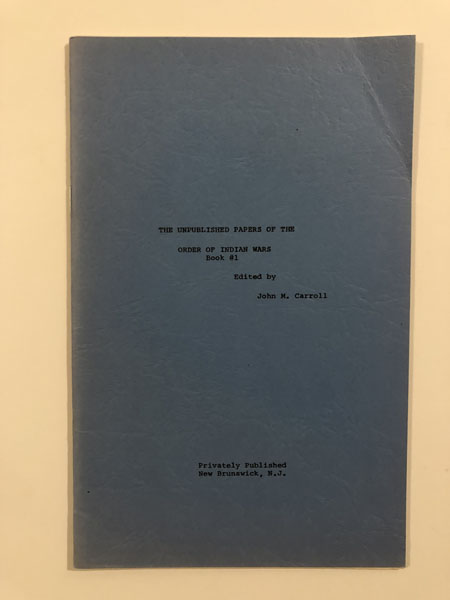 THE UNPUBLISHED PAPERS OF THE
ORDER OF INDIAN WARS
Book #1
Edited by
John M. Carroll
Privately Published
New Brunswick, N.J.